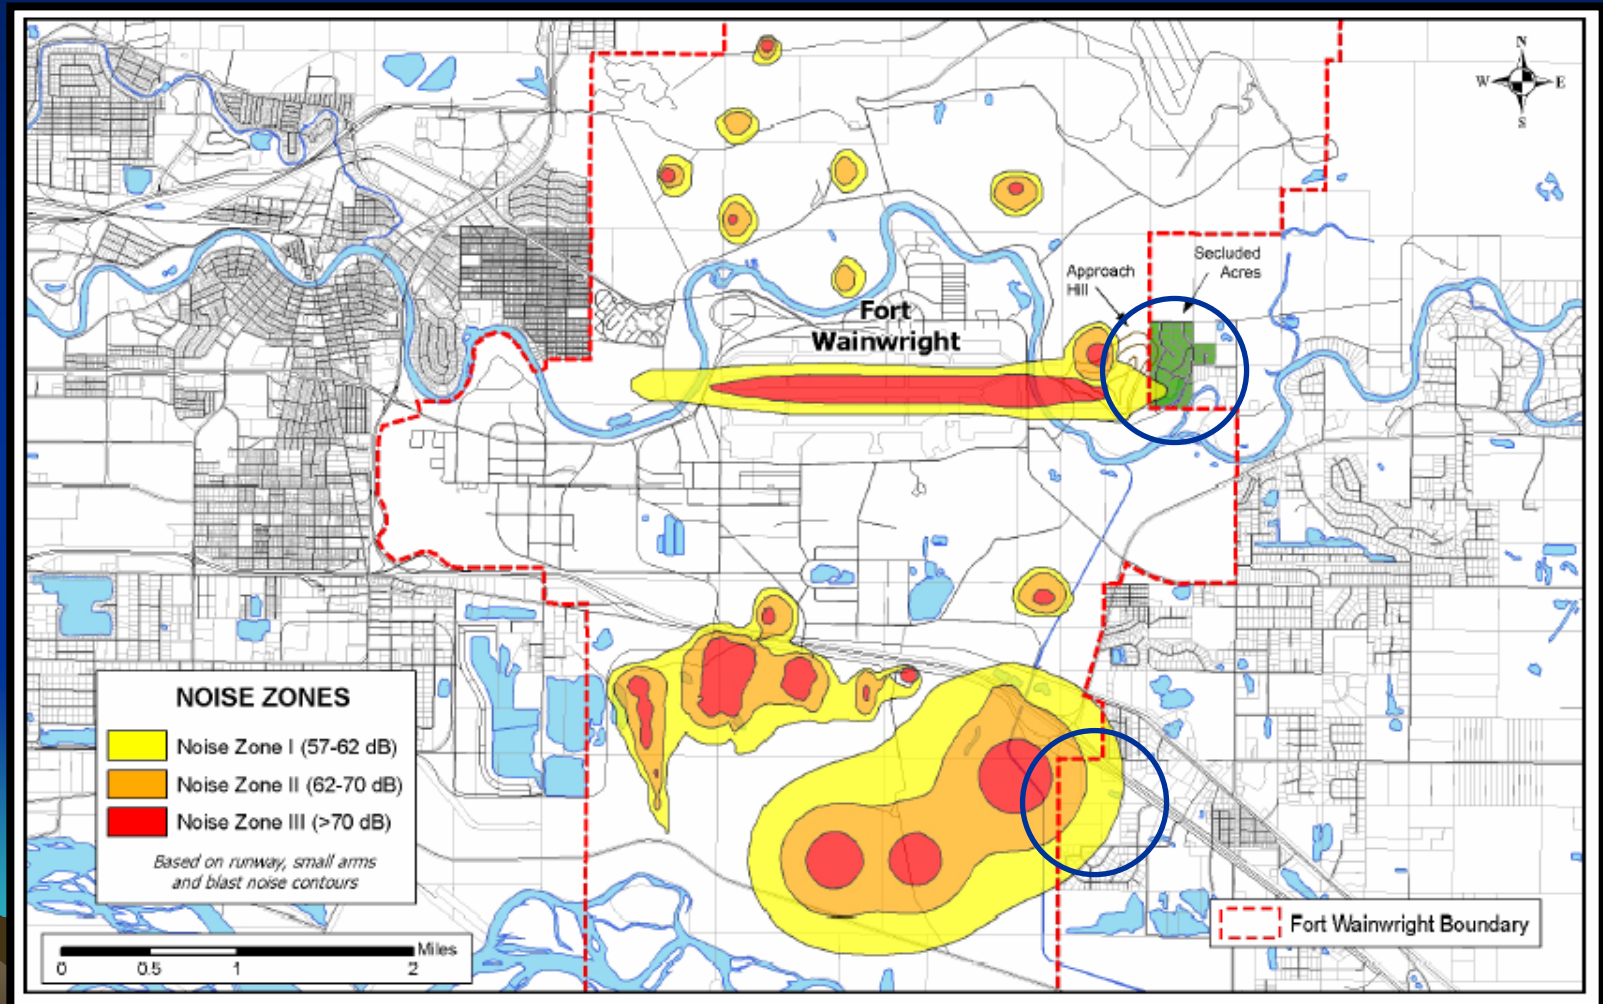 N
W E
S
Secluded
Acres
Approach
Hill
Fort
Wainwright
NOISE ZONES
Noise Zone I (57-62 dB)
Noise Zone II (62-70 dB)
Noise Zone III (>70 dB)
Based on runway, small arms
and blast noise contours
Fort Wainwright Boundary
Miles
0 0.5 1 2